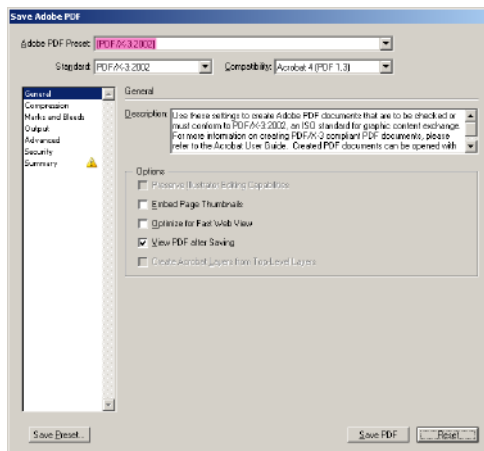 Save Adobe PDF
Adobe PDF Preset: [PDF/X-3:2002]
Standard: PDF/X-3:2002 Compatibility: Acrobat 4 (PDF 1.3)
General
Compression
Marks and Bleeds
Output
Advanced
Security
Summary
General
Description: Use these settings to create Adobe PDF documents that are to be checked or
must conform to PDF/X-3:2002, an ISO standard for graphic content exchange.
For more information on creating PDF/X-3 compliant PDF documents, please
refer to the Acrobat User Guide. Created PDF documents can be opened with
Options
Preserve Illustrator Editing Capabilities
Embed Page Thumbnails
Optimize for Fast Web View
View PDF after Saving
Create Acrobat Layers from Top-Level Layers
Save Preset... Save PDF Reset